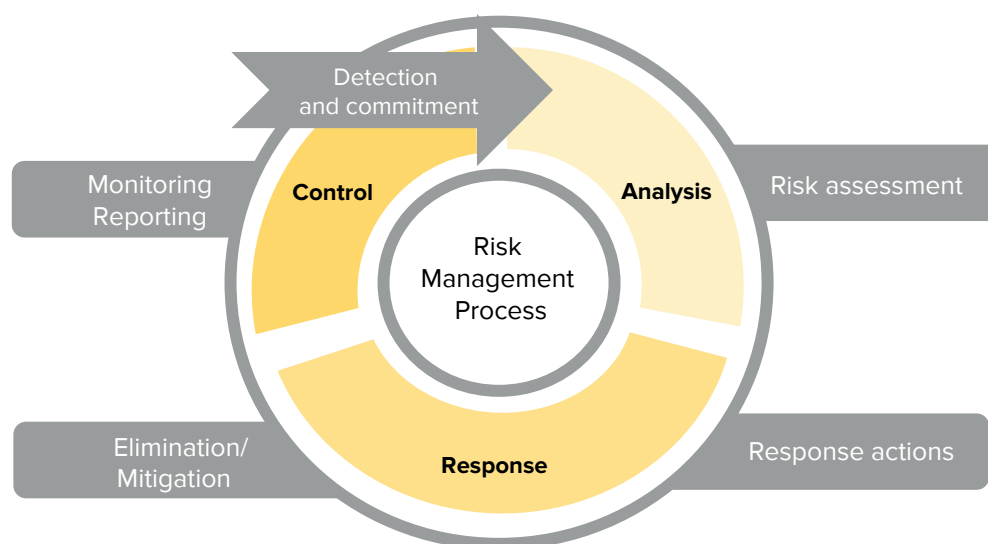 Detection
and commitment
Monitoring
Reporting
Control
Analysis
Risk assessment
Risk
Management
Process
Elimination/
Mitigation
Response
Response actions